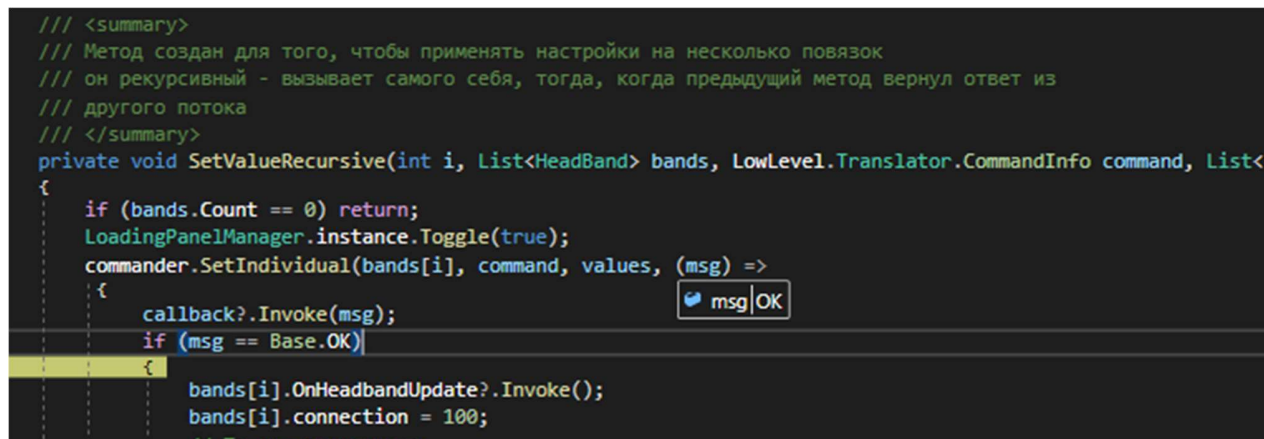 /// <summary>
/// Метод создан для того, чтобы применять настройки на несколько повязок
/// он рекурсивный - вызывает самого себя, тогда, когда предыдущий метод вернул ответ из
/// другого потока
/// </summary>
private void SetValueRecursive(int i, List<HeadBand> bands, LowLevel.Translator.CommandInfo command, List<
{
if (bands.Count == 0) return;
LoadingPanelManager.instance.Toggle(true);
commander.SetIndividual(bands[i], command, values, (msg) =>
{
msg|OK
callback?.Invoke(msg);
if (msg == Base.OK)
{
bands[i].OnHeadbandUpdate?.Invoke();
bands[i].connection = 100;